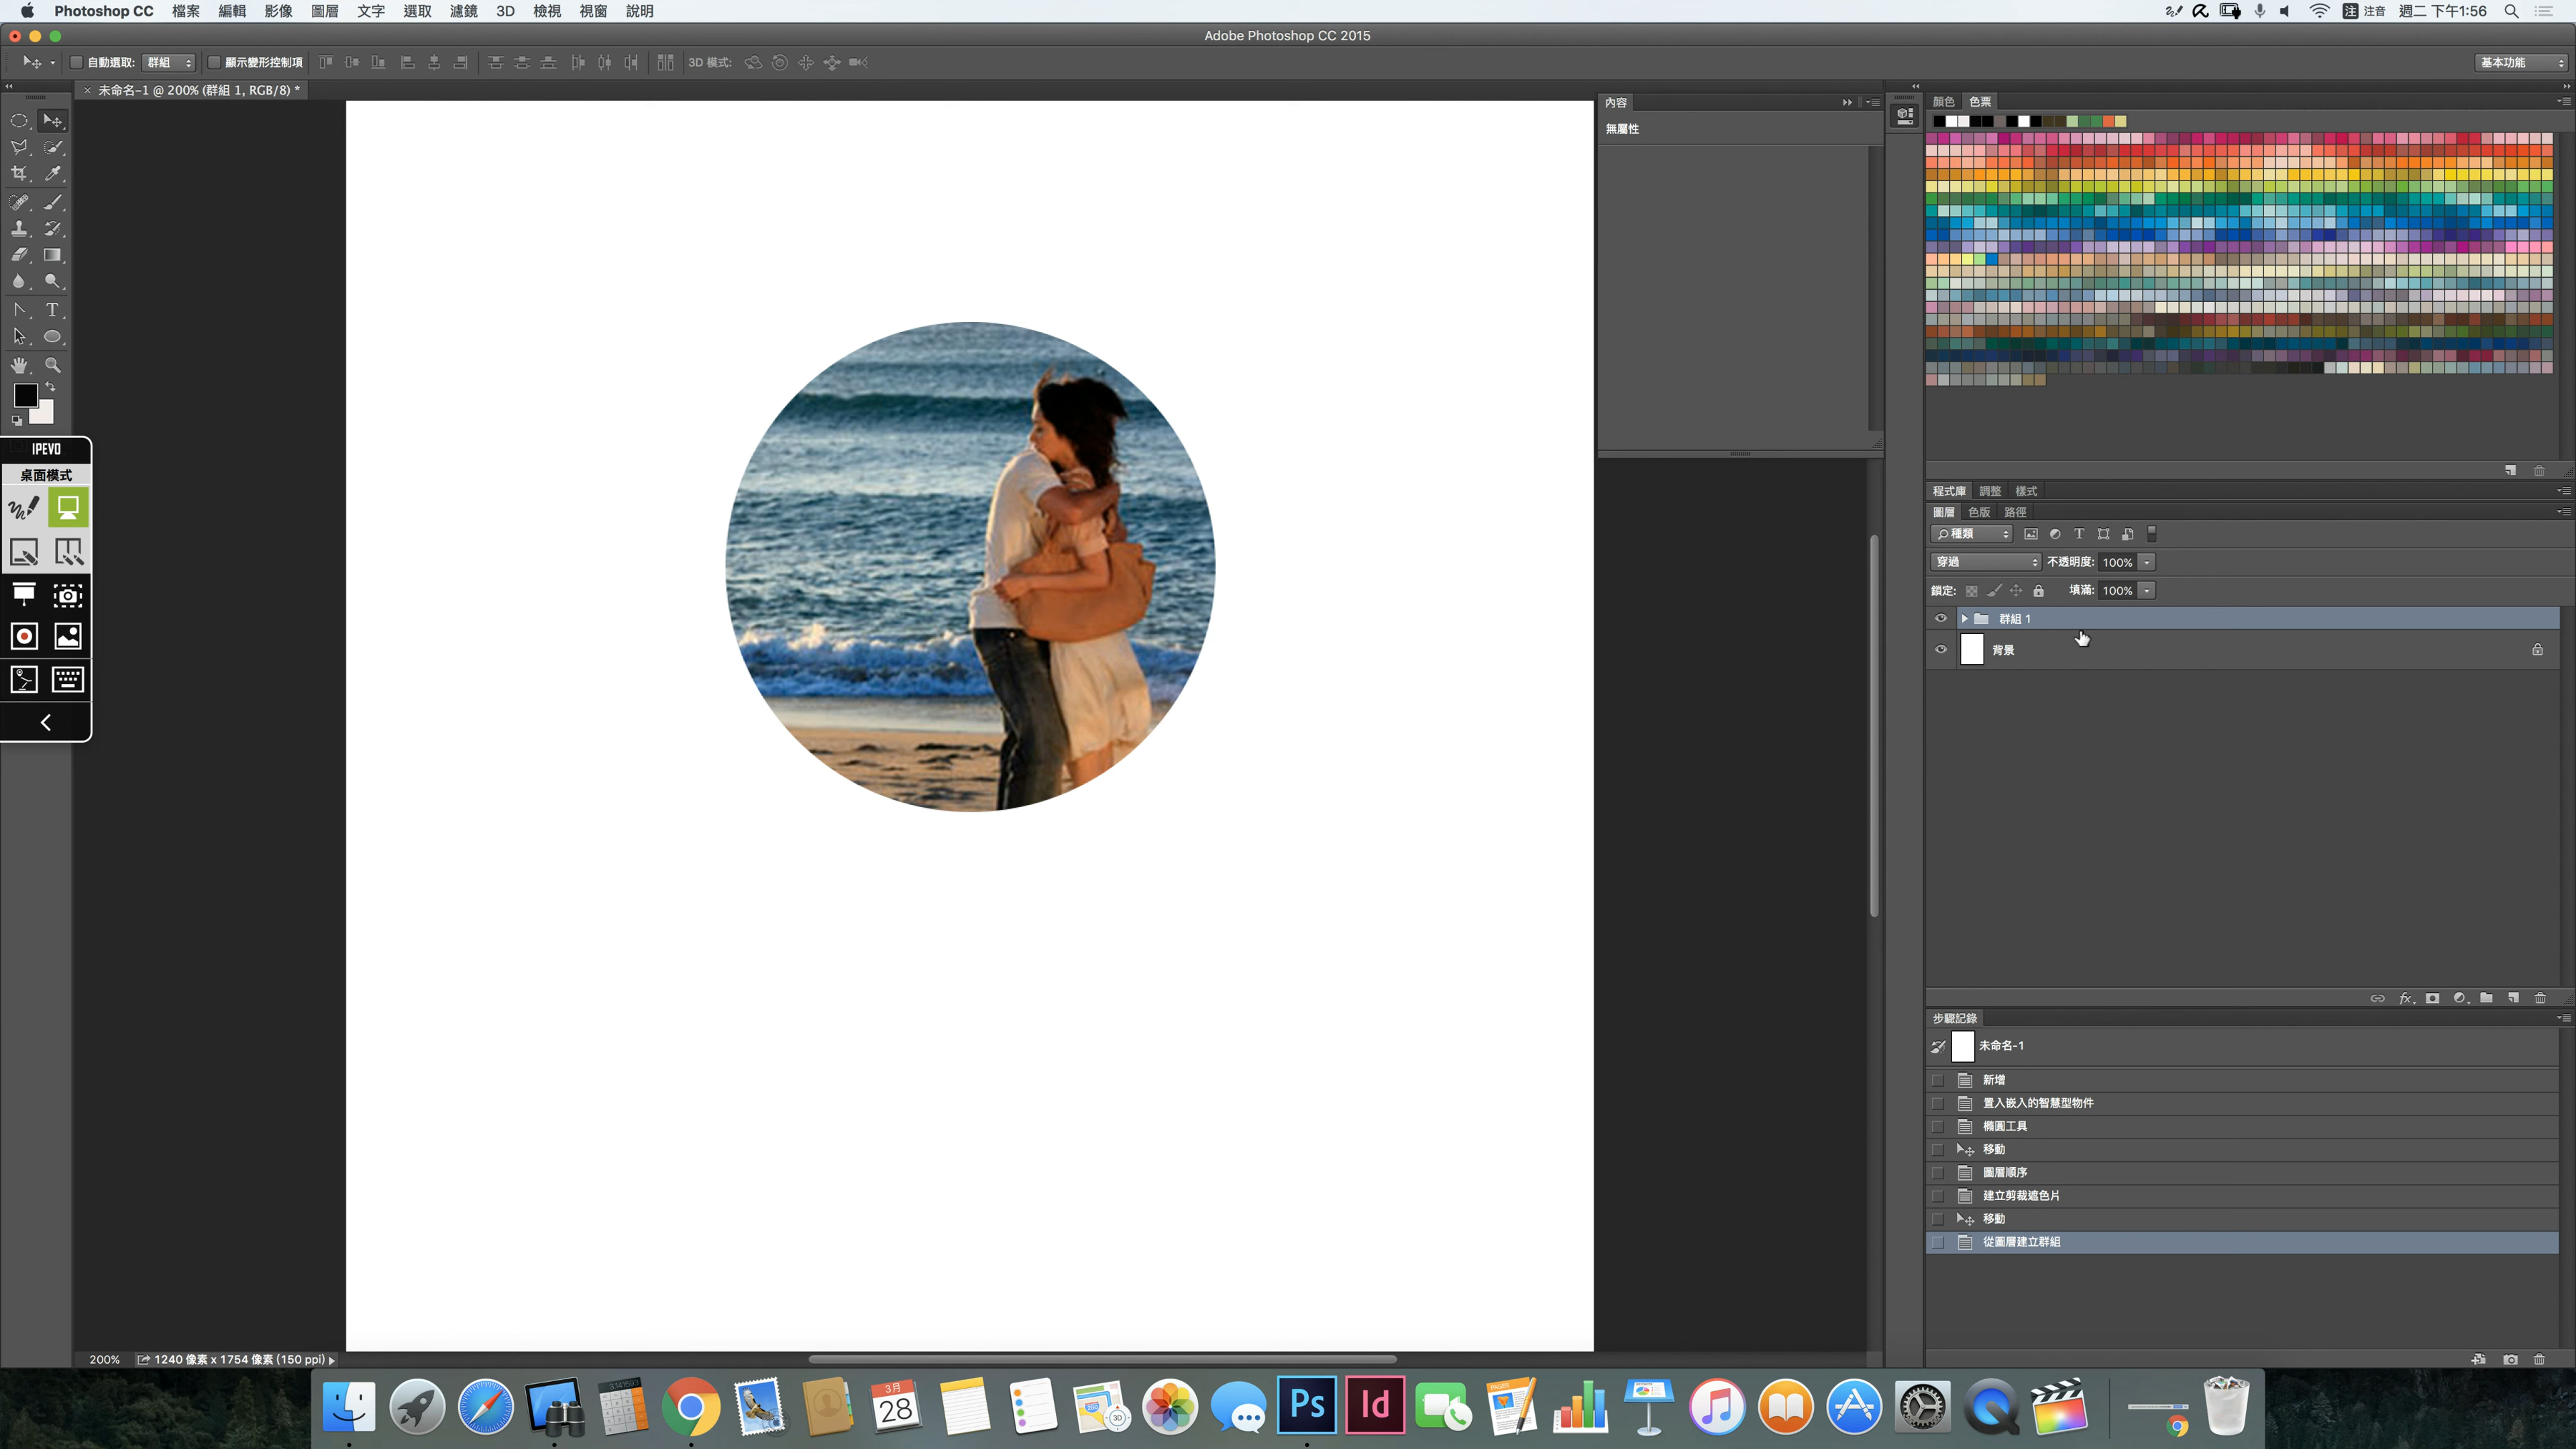 Photoshop CC 檔案 編輯 影像 圖層 文字 選取 濾鏡 3D 檢視 視窗 說明 注 注音 週二 下午1:56
Adobe Photoshop CC 2015
自動選取: 群組 顯示變形控制項 3D 模式: 基本功能
× 未命名-1 @ 200% (群組 1, RGB/8) *
內容
無屬性
顏色 色票
T
IPEVO
桌面模式
程式庫 調整 樣式
圖層 色版 路徑
種類 T
穿過 不透明度: 100%
鎖定: 填滿: 100%
群組 1
背景
fx
步驟記錄
未命名-1
新增
置入嵌入的智慧型物件
橢圓工具
移動
圖層順序
建立剪裁遮色片
移動
從圖層建立群組
200% 1240 像素 x 1754 像素 (150 ppi)
3月
28
Ps
Id